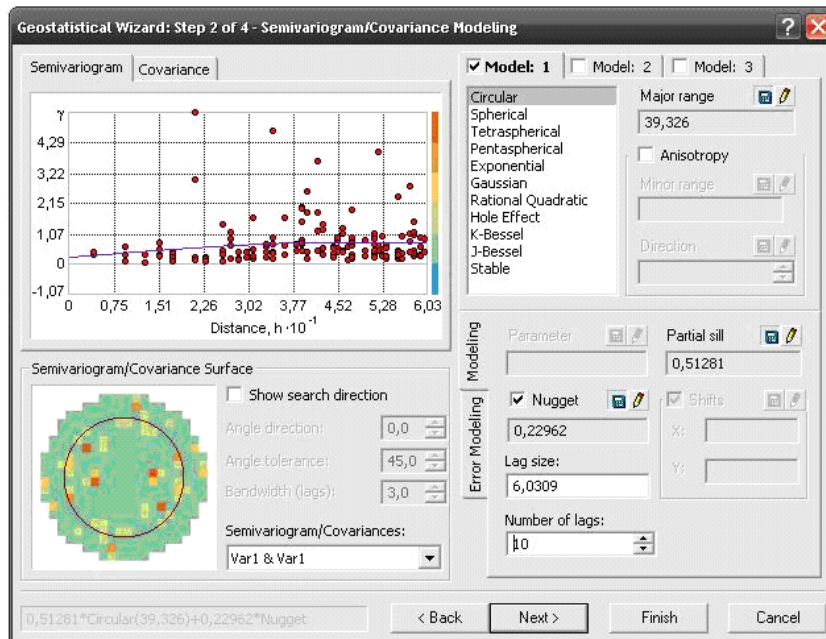 Geostatistical Wizard: Step 2 of 4 - Semivariogram/Covariance Modeling
Semivariogram Covariance
γ
4,29
3,22
2,15
1,07
0
-1,07
0 0,75 1,51 2,26 3,02 3,77 4,52 5,28 6,03
Distance, h·10⁻¹
Model: 1 Model: 2 Model: 3
Circular
Spherical
Tetraspherical
Pentaspherical
Exponential
Gaussian
Rational Quadratic
Hole Effect
K-Bessel
J-Bessel
Stable
Major range
39,326
Anisotropy
Minor range
Direction
Semivariogram/Covariance Surface
Show search direction
Angle direction: 0,0
Angle tolerance: 45,0
Bandwidth (lags) 3,0
Semivariogram/Covariances:
Var1 & Var1
Modeling
Error Modeling
Parameter
Partial sill
0,51281
Nugget
0,22962
Shifts
X:
Y:
Lag size:
6,0309
Number of lags:
10
0,51281*Circular(39,326)+0,22962*Nugget
< Back Next > Finish Cancel